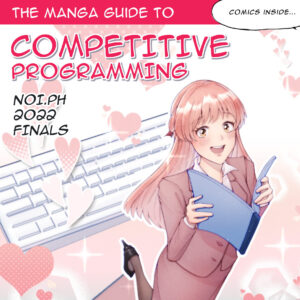 THE MANGA GUIDE TO
COMICS INSIDE...
COMPETITIVE
PROGRAMMING
NOI.PH
2022
FINALS